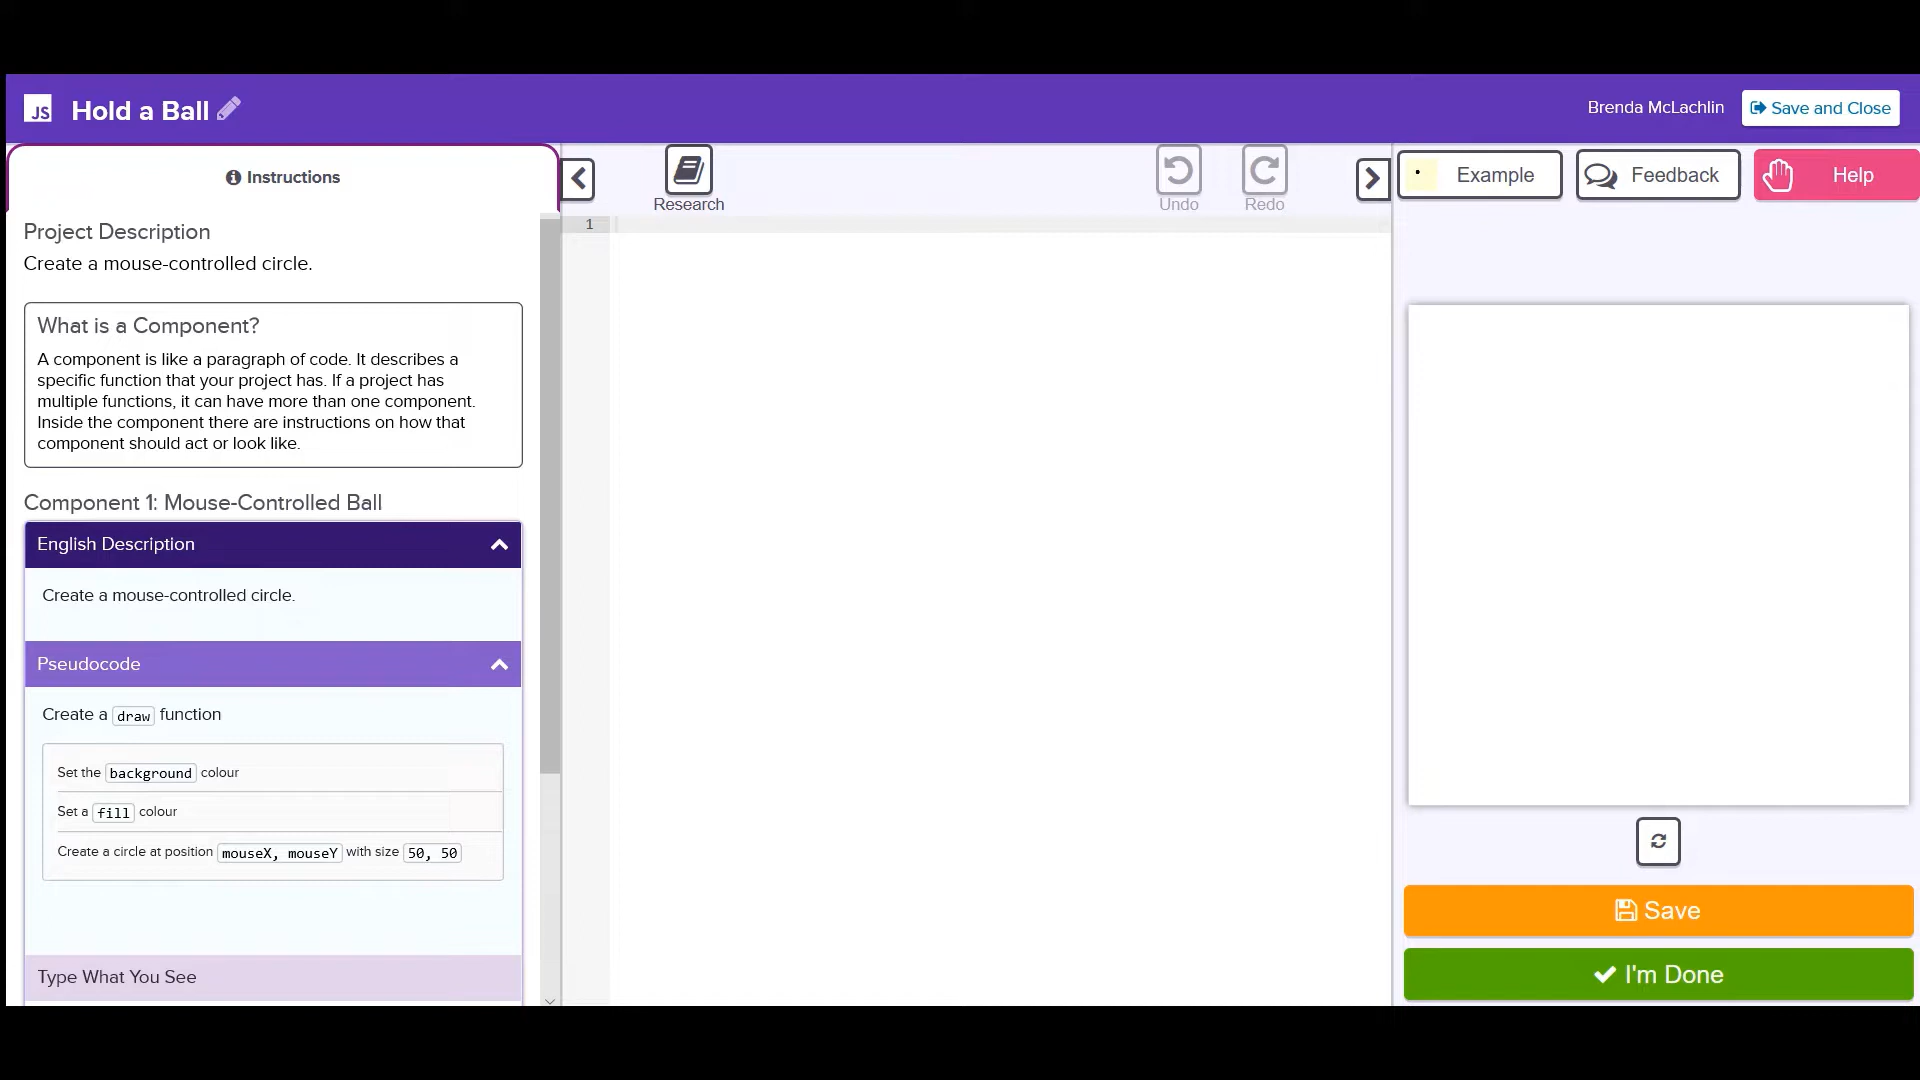 JS Hold a Ball
Brenda McLachlin
Save and Close
Instructions
Research
Undo
Redo
Example
Feedback
Help
Project Description
Create a mouse-controlled circle.
What is a Component?
A component is like a paragraph of code. It describes a
specific function that your project has. If a project has
multiple functions, it can have more than one component.
Inside the component there are instructions on how that
component should act or look like.
Component 1: Mouse-Controlled Ball
English Description
Create a mouse-controlled circle.
Pseudocode
Create a draw function
Set the background colour
Set a fill colour
Create a circle at position mouseX, mouseY with size 50, 50
Type What You See
1
Save
I'm Done